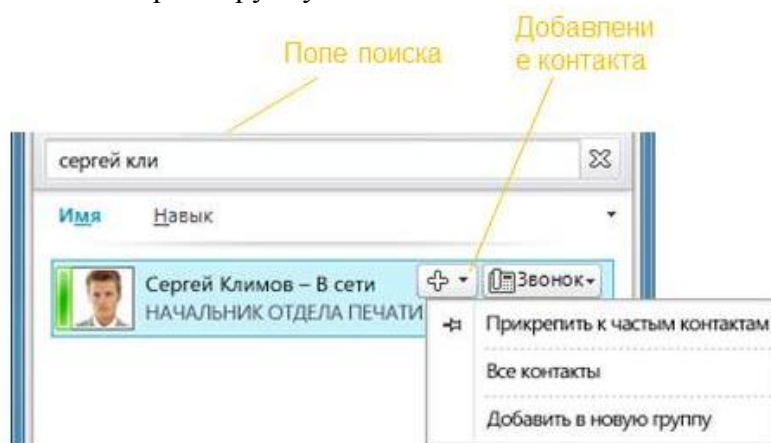 Добавлени
е контакта
Попе поиска
сергей кли
Имя Навык
Сергей Климов – В сети
Звонок
НАЧАЛЬНИК ОТДЕЛА ПЕЧАТИ
Прикрепить к частым контактам
Все контакты
Добавить в новую группу